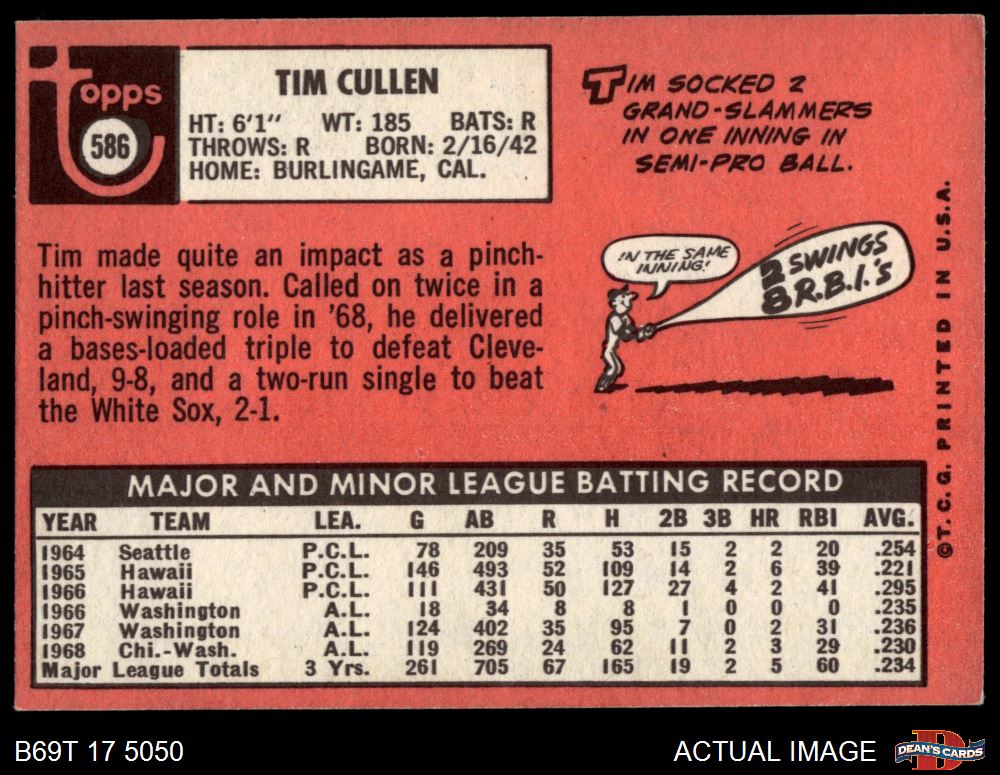 topps
586
TIM CULLEN
HT: 6'1" WT: 185 BATS: R
THROWS: R BORN: 2/16/42
HOME: BURLINGAME, CAL.
TIM SOCKED 2
GRAND-SLAMMERS
IN ONE INNING IN
SEMI-PRO BALL.
Tim made quite an impact as a pinch-
hitter last season. Called on twice in a
pinch-swinging role in '68, he delivered
a bases-loaded triple to defeat Cleve-
land, 9-8, and a two-run single to beat
the White Sox, 2-1.
"IN THE SAME
INNING!"
2 SWINGS
8 R.B.I.'S
©T.C.G. PRINTED IN U.S.A.
MAJOR AND MINOR LEAGUE BATTING RECORD
YEAR TEAM LEA. G AB R H 2B 3B HR RBI AVG.
1964 Seattle P.C.L. 78 209 35 53 15 2 2 20 .254
1965 Hawaii P.C.L. 146 493 52 109 14 2 6 39 .221
1966 Hawaii P.C.L. 111 431 50 127 27 4 2 41 .295
1966 Washington A.L. 18 34 8 8 1 0 0 0 .235
1967 Washington A.L. 124 402 35 95 7 0 2 31 .236
1968 Chi.-Wash. A.L. 119 269 24 62 11 2 3 29 .230
Major League Totals 3 Yrs. 261 705 67 165 19 2 5 60 .234
B69T 17 5050
ACTUAL IMAGE
D
DEAN'S CARDS